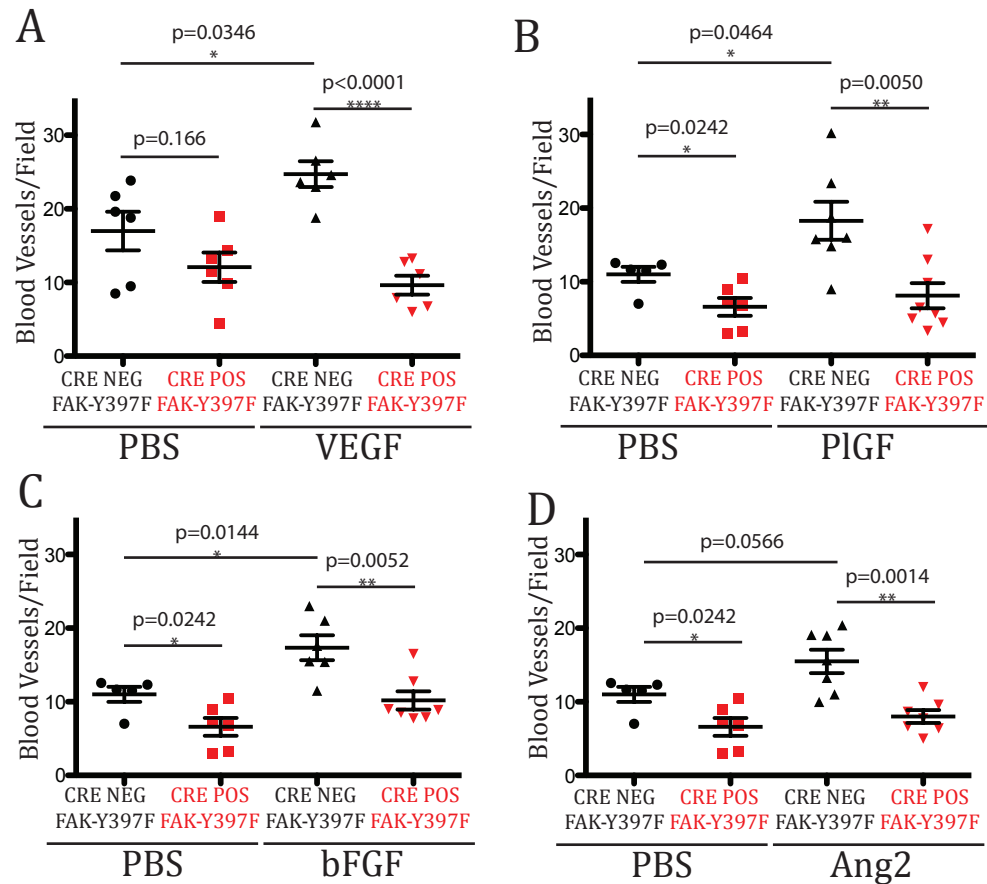 A
p=0.0346
*
p<0.0001
****
p=0.166
Blood Vessels/Field
30
20
10
0
CRE NEG CRE POS CRE NEG CRE POS
FAK-Y397F FAK-Y397F FAK-Y397F FAK-Y397F
PBS VEGF
B
p=0.0464
*
p=0.0050
**
p=0.0242
*
Blood Vessels/Field
30
20
10
0
CRE NEG CRE POS CRE NEG CRE POS
FAK-Y397F FAK-Y397F FAK-Y397F FAK-Y397F
PBS PlGF
C
p=0.0144
*
p=0.0052
**
p=0.0242
*
Blood Vessels/Field
30
20
10
0
CRE NEG CRE POS CRE NEG CRE POS
FAK-Y397F FAK-Y397F FAK-Y397F FAK-Y397F
PBS bFGF
D
p=0.0566
p=0.0014
**
p=0.0242
*
Blood Vessels/Field
30
20
10
0
CRE NEG CRE POS CRE NEG CRE POS
FAK-Y397F FAK-Y397F FAK-Y397F FAK-Y397F
PBS Ang2